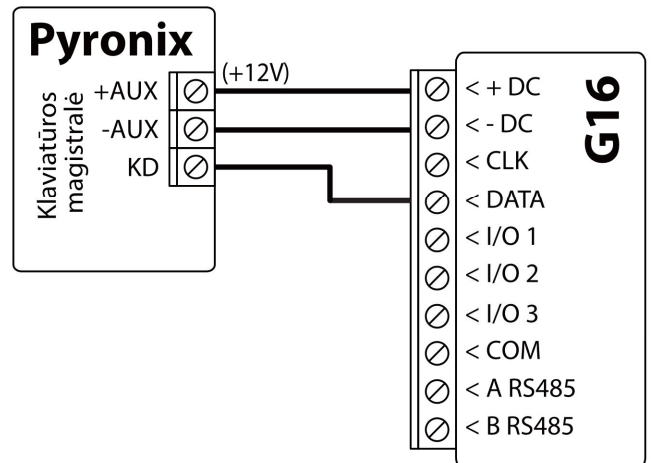 Pyronix
Klaviatūros
magistralė
+AUX
-AUX
KD
(+12V)
G16
< + DC
< - DC
< CLK
< DATA
< I/O 1
< I/O 2
< I/O 3
< COM
< A RS485
< B RS485